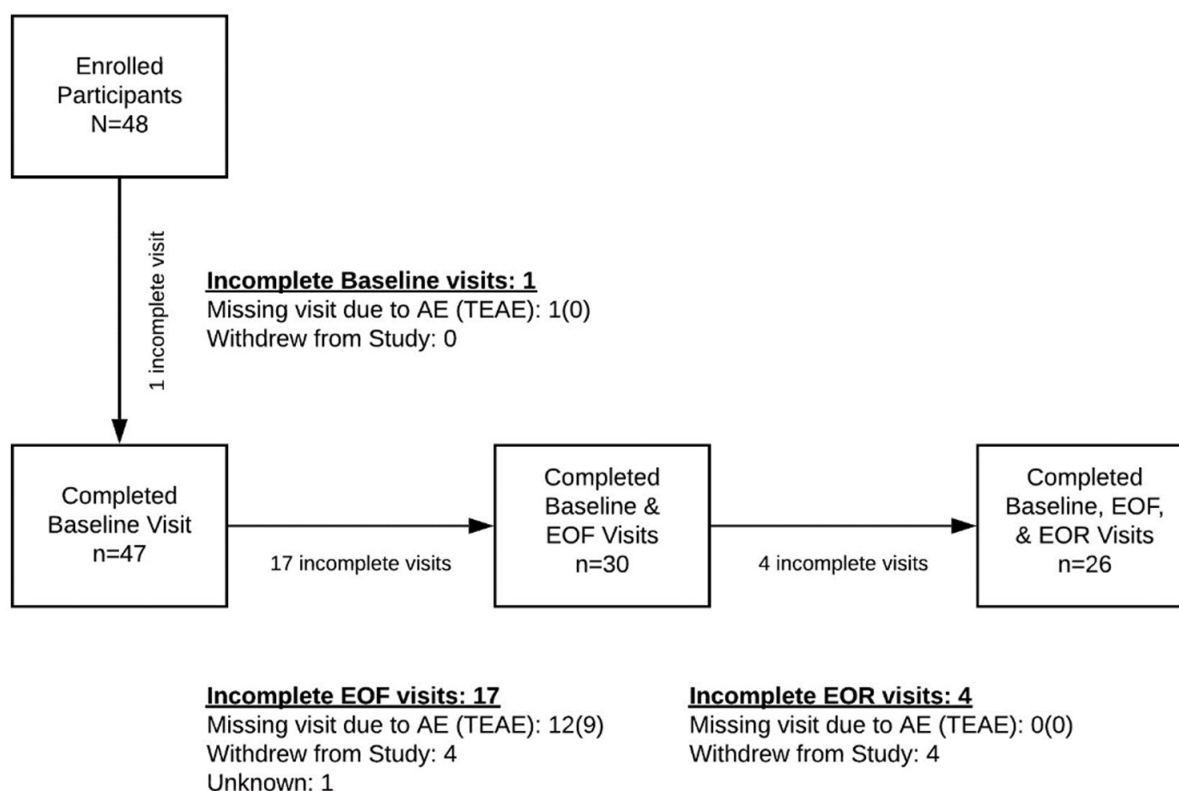 Enrolled
Participants
N=48
1 incomplete visit
Incomplete Baseline visits: 1
Missing visit due to AE (TEAE): 1(0)
Withdrew from Study: 0
Completed
Baseline Visit
n=47
17 incomplete visits
Completed
Baseline &
EOF Visits
n=30
4 incomplete visits
Completed
Baseline, EOF,
& EOR Visits
n=26
Incomplete EOF visits: 17
Missing visit due to AE (TEAE): 12(9)
Withdrew from Study: 4
Unknown: 1
Incomplete EOR visits: 4
Missing visit due to AE (TEAE): 0(0)
Withdrew from Study: 4